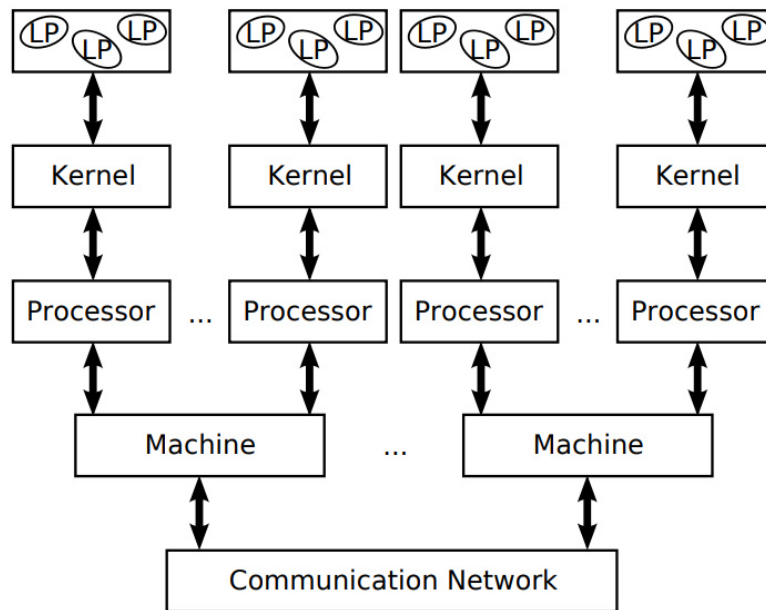 LP LP LP LP LP LP LP LP LP LP LP LP
Kernel Kernel Kernel Kernel
Processor ... Processor Processor ... Processor
Machine ... Machine
Communication Network